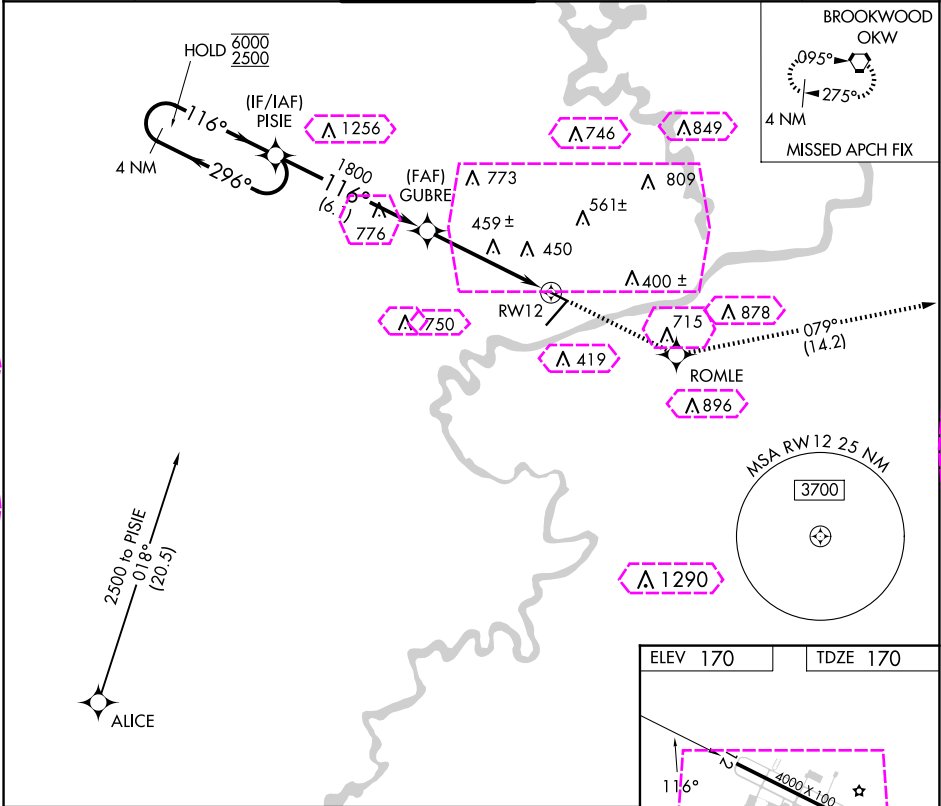 HOLD 6000
2500
(IF/IAF)
PISIE
116°
296°
4 NM
1256
1800
116°
776
(FAF)
GUBRE
746
849
773
809
561±
459 ±
450
400 ±
RW12
750
419
715
878
ROMLE
896
079°
(14.2)
BROOKWOOD
OKW
095°
275°
4 NM
MISSED APCH FIX
MSA RW12 25 NM
3700
1290
2500 to PISIE
018°
(20.5)
ALICE
ELEV 170
TDZE 170
116°
12
4000 X 100